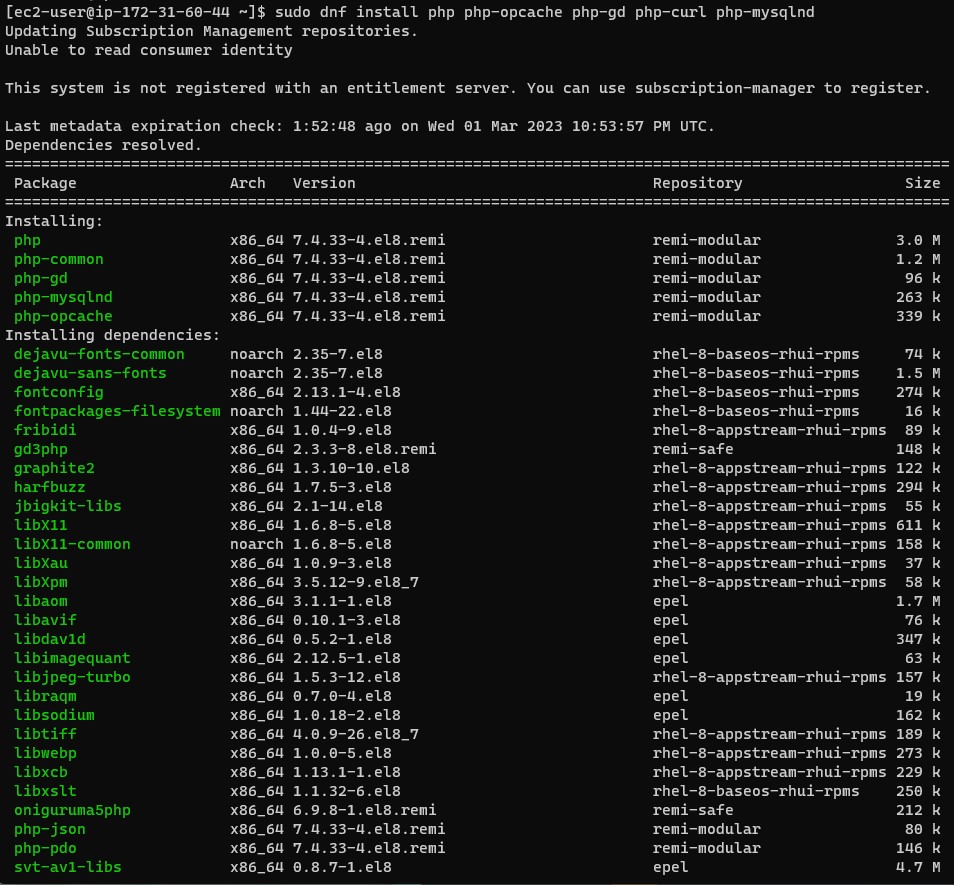 [ec2-user@ip-172-31-60-44 ~]$ sudo dnf install php php-opcache php-gd php-curl php-mysqlnd
Updating Subscription Management repositories.
Unable to read consumer identity
This system is not registered with an entitlement server. You can use subscription-manager to register.
Last metadata expiration check: 1:52:48 ago on Wed 01 Mar 2023 10:53:57 PM UTC.
Dependencies resolved.
Package Arch Version Repository Size
Installing:
php x86_64 7.4.33-4.el8.remi remi-modular 3.0 M
php-common x86_64 7.4.33-4.el8.remi remi-modular 1.2 M
php-gd x86_64 7.4.33-4.el8.remi remi-modular 96 k
php-mysqlnd x86_64 7.4.33-4.el8.remi remi-modular 263 k
php-opcache x86_64 7.4.33-4.el8.remi remi-modular 339 k
Installing dependencies:
dejavu-fonts-common noarch 2.35-7.el8 rhel-8-baseos-rhui-rpms 74 k
dejavu-sans-fonts noarch 2.35-7.el8 rhel-8-baseos-rhui-rpms 1.5 M
fontconfig x86_64 2.13.1-4.el8 rhel-8-baseos-rhui-rpms 274 k
fontpackages-filesystem noarch 1.44-22.el8 rhel-8-baseos-rhui-rpms 16 k
fribidi x86_64 1.0.4-9.el8 rhel-8-appstream-rhui-rpms 89 k
gd3php x86_64 2.3.3-8.el8.remi remi-safe 148 k
graphite2 x86_64 1.3.10-10.el8 rhel-8-appstream-rhui-rpms 122 k
harfbuzz x86_64 1.7.5-3.el8 rhel-8-appstream-rhui-rpms 294 k
jbigkit-libs x86_64 2.1-14.el8 rhel-8-appstream-rhui-rpms 55 k
libX11 x86_64 1.6.8-5.el8 rhel-8-appstream-rhui-rpms 611 k
libX11-common noarch 1.6.8-5.el8 rhel-8-appstream-rhui-rpms 158 k
libXau x86_64 1.0.9-3.el8 rhel-8-appstream-rhui-rpms 37 k
libXpm x86_64 3.5.12-9.el8_7 rhel-8-appstream-rhui-rpms 58 k
libaom x86_64 3.1.1-1.el8 epel 1.7 M
libavif x86_64 0.10.1-3.el8 epel 76 k
libdav1d x86_64 0.5.2-1.el8 epel 347 k
libimagequant x86_64 2.12.5-1.el8 epel 63 k
libjpeg-turbo x86_64 1.5.3-12.el8 rhel-8-appstream-rhui-rpms 157 k
libraqm x86_64 0.7.0-4.el8 epel 19 k
libsodium x86_64 1.0.18-2.el8 epel 162 k
libtiff x86_64 4.0.9-26.el8_7 rhel-8-appstream-rhui-rpms 189 k
libwebp x86_64 1.0.0-5.el8 rhel-8-appstream-rhui-rpms 273 k
libxcb x86_64 1.13.1-1.el8 rhel-8-appstream-rhui-rpms 229 k
libxslt x86_64 1.1.32-6.el8 rhel-8-baseos-rhui-rpms 250 k
oniguruma5php x86_64 6.9.8-1.el8.remi remi-safe 212 k
php-json x86_64 7.4.33-4.el8.remi remi-modular 80 k
php-pdo x86_64 7.4.33-4.el8.remi remi-modular 146 k
svt-av1-libs x86_64 0.8.7-1.el8 epel 4.7 M